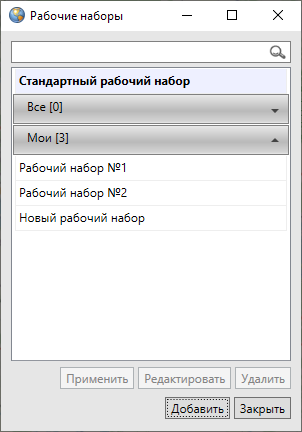 Рабочие наборы
Стандартный рабочий набор
Все [0]
Мои [3]
Рабочий набор №1
Рабочий набор №2
Новый рабочий набор
Применить Редактировать Удалить
Добавить Закрыть